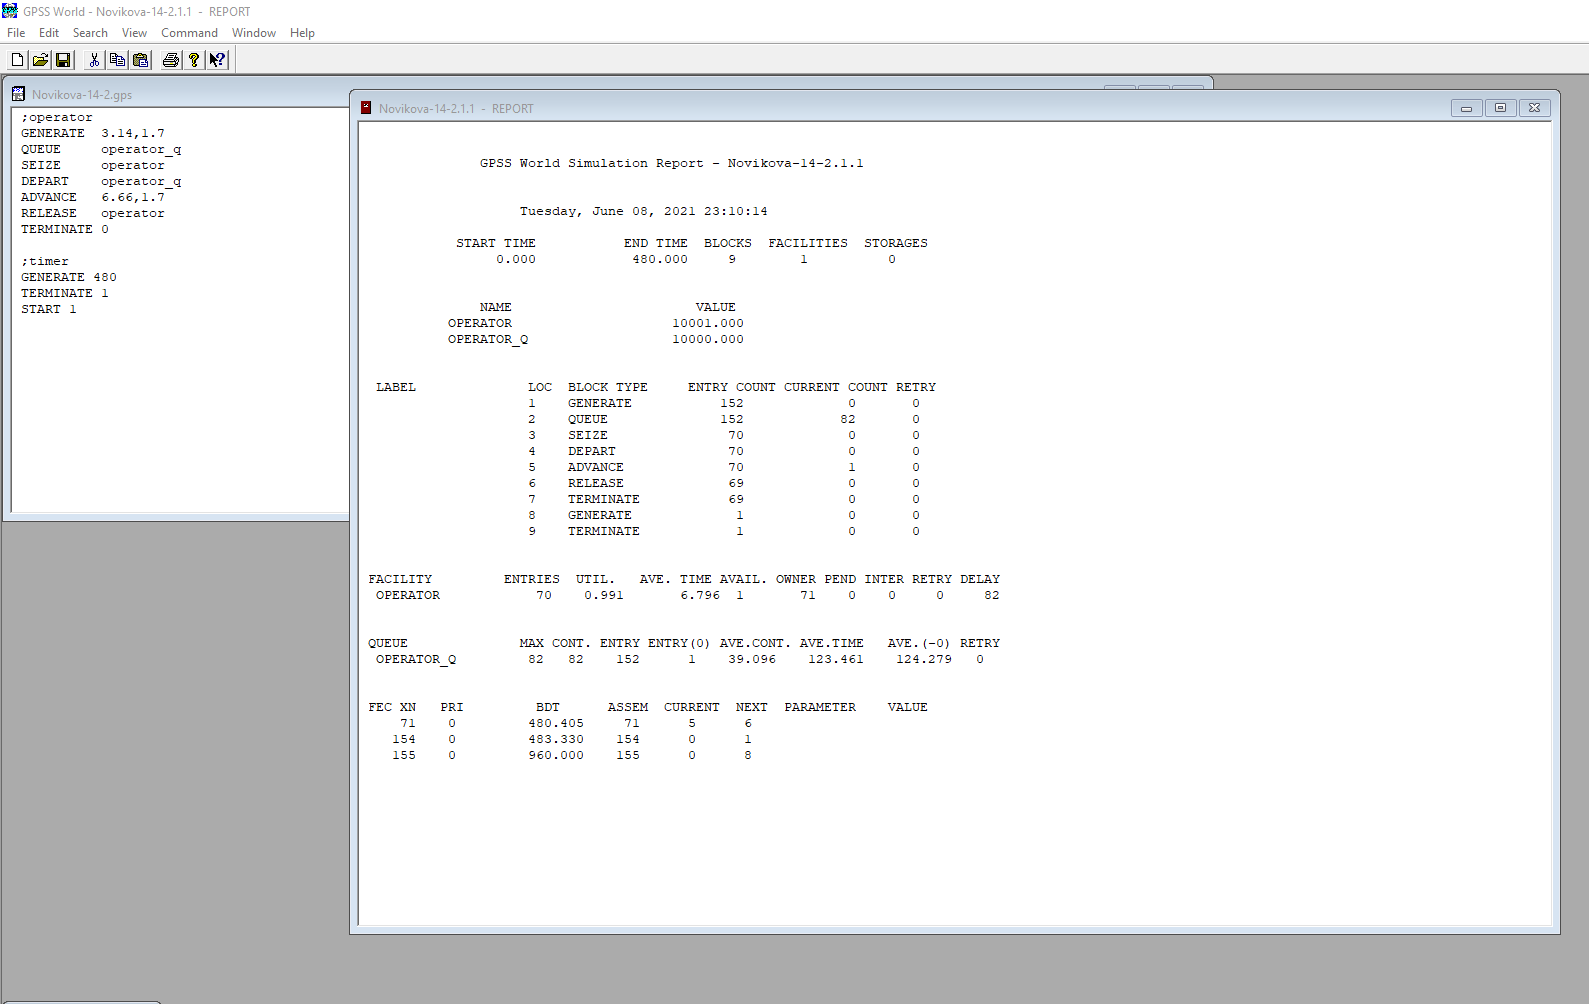 GPSS World - Novikova-14-2.1.1 - REPORT
File Edit Search View Command Window Help
Novikova-14-2.gps
;operator
GENERATE 3.14,1.7
QUEUE operator_q
SEIZE operator
DEPART operator_q
ADVANCE 6.66,1.7
RELEASE operator
TERMINATE 0
;timer
GENERATE 480
TERMINATE 1
START 1
Novikova-14-2.1.1 - REPORT
GPSS World Simulation Report - Novikova-14-2.1.1
Tuesday, June 08, 2021 23:10:14
START TIME END TIME BLOCKS FACILITIES STORAGES
0.000 480.000 9 1 0
NAME VALUE
OPERATOR 10001.000
OPERATOR_Q 10000.000
LABEL LOC BLOCK TYPE ENTRY COUNT CURRENT COUNT RETRY
1 GENERATE 152 0 0
2 QUEUE 152 82 0
3 SEIZE 70 0 0
4 DEPART 70 0 0
5 ADVANCE 70 1 0
6 RELEASE 69 0 0
7 TERMINATE 69 0 0
8 GENERATE 1 0 0
9 TERMINATE 1 0 0
FACILITY ENTRIES UTIL. AVE. TIME AVAIL. OWNER PEND INTER RETRY DELAY
OPERATOR 70 0.991 6.796 1 71 0 0 0 82
QUEUE MAX CONT. ENTRY ENTRY(0) AVE.CONT. AVE.TIME AVE.(-0) RETRY
OPERATOR_Q 82 82 152 1 39.096 123.461 124.279 0
FEC XN PRI BDT ASSEM CURRENT NEXT PARAMETER VALUE
71 0 480.405 71 5 6
154 0 483.330 154 0 1
155 0 960.000 155 0 8